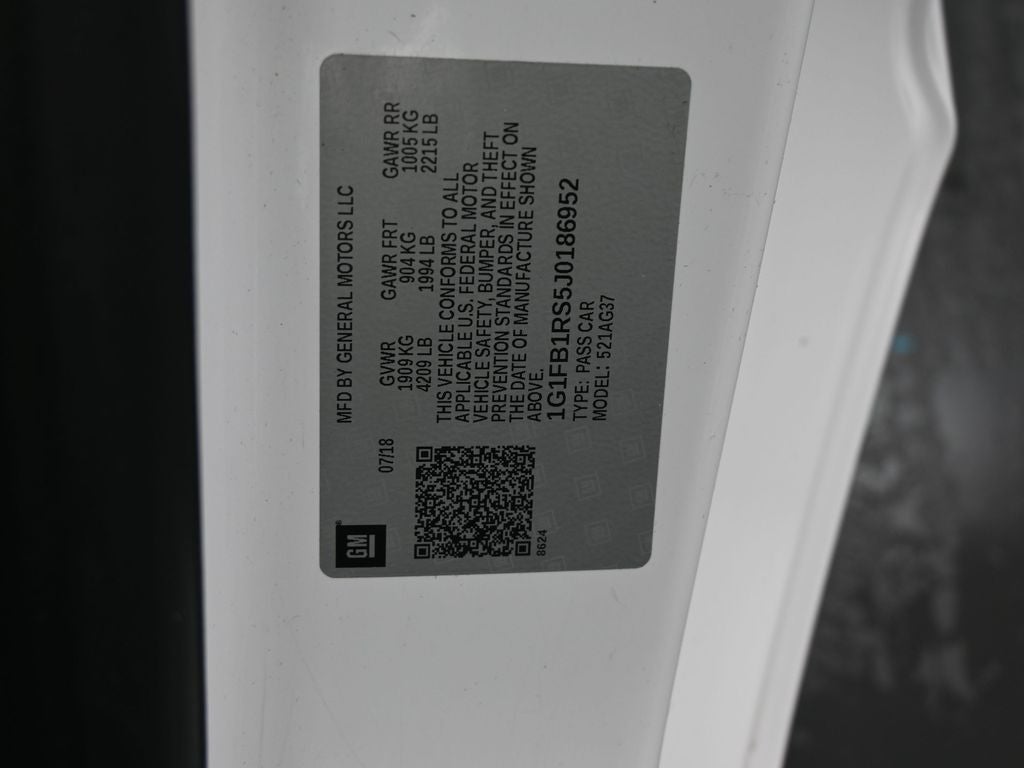 GM
MFD BY GENERAL MOTORS LLC
07/18
GVWR GAWR FRT GAWR RR
1909 KG 904 KG 1005 KG
4209 LB 1994 LB 2215 LB
THIS VEHICLE CONFORMS TO ALL
APPLICABLE U.S. FEDERAL MOTOR
VEHICLE SAFETY, BUMPER, AND THEFT
PREVENTION STANDARDS IN EFFECT ON
THE DATE OF MANUFACTURE SHOWN
ABOVE.
1G1FB1RS5J0186952
TYPE: PASS CAR
MODEL: 521AG37
8624